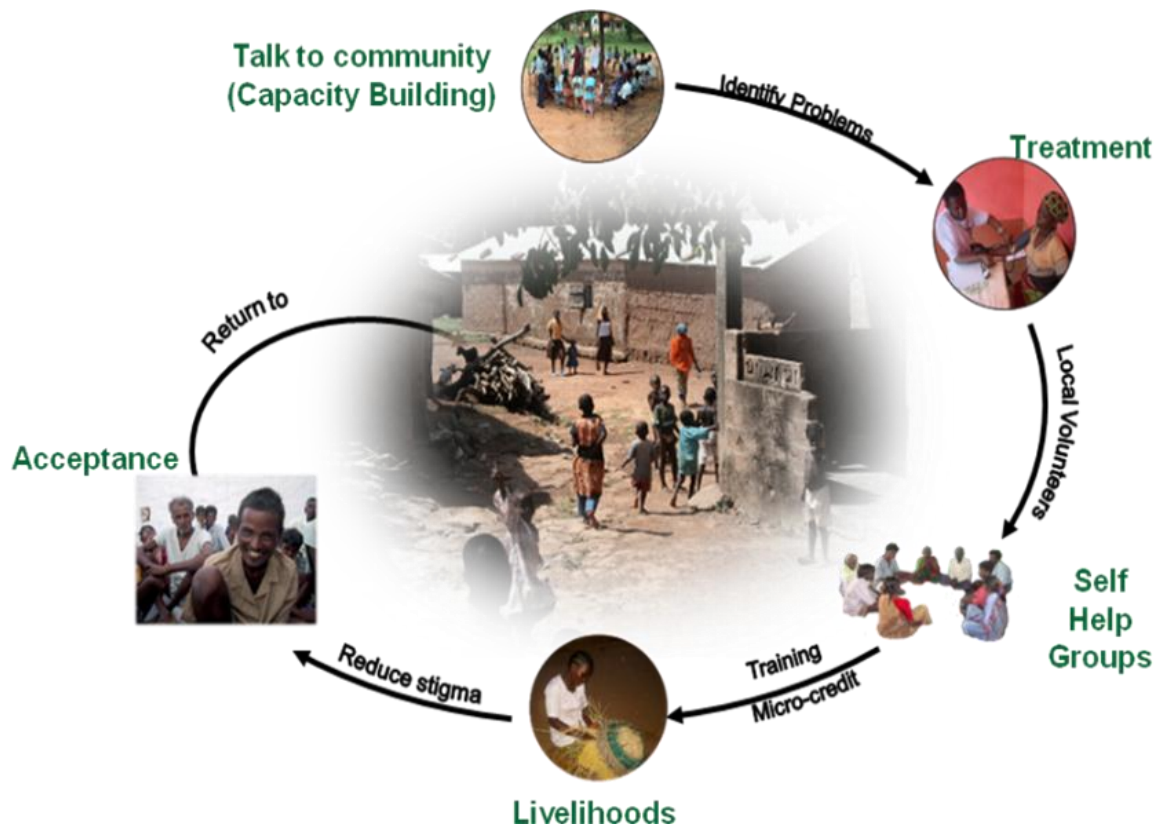 Talk to community
(Capacity Building)
Identify Problems
Treatment
Local Volunteers
Self
Help
Groups
Training
Micro-credit
Livelihoods
Reduce stigma
Acceptance
Return to